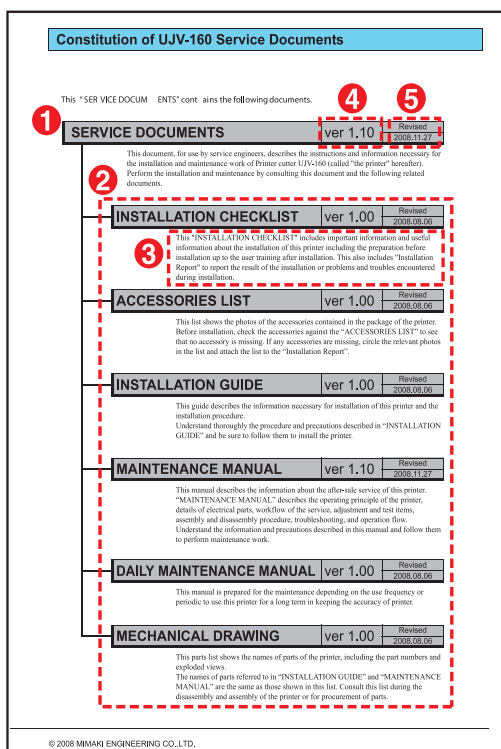 Constitution of UJV-160 Service Documents
This " SER VICE DOCUM ENTS" cont ains the following documents.
4
5
1
SERVICE DOCUMENTS ver 1.10 Revised
2008.11.27
This document, for use by service engineers, describes the instructions and information necessary for
the installation and maintenance work of Printer cutter UJV-160 (called "the printer" hereafter).
Perform the installation and maintenance by consulting this document and the following related
documents.
2
INSTALLATION CHECKLIST ver 1.00 Revised
2008.08.06
3
This "INSTALLATION CHECKLIST" includes important information and useful
information about the installation of this printer including the preparation before
installation up to the user training after installation. This also includes "Installation
Report" to report the result of the installation or problems and troubles encountered
during installation.
ACCESSORIES LIST ver 1.00 Revised
2008.08.06
This list shows the photos of the accessories contained in the package of the printer.
Before installation, check the accessories against the “ACCESSORIES LIST” to see
that no accessory is missing. If any accessories are missing, circle the relevant photos
in the list and attach the list to the “Installation Report”.
INSTALLATION GUIDE ver 1.00 Revised
2008.08.06
This guide describes the information necessary for installation of this printer and the
installation procedure.
Understand thoroughly the procedure and precautions described in “INSTALLATION
GUIDE” and be sure to follow them to install the printer.
MAINTENANCE MANUAL ver 1.10 Revised
2008.11.27
This manual describes the information about the after-sale service of this printer.
“MAINTENANCE MANUAL” describes the operating principle of the printer,
details of electrical parts, workflow of the service, adjustment and test items,
assembly and disassembly procedure, troubleshooting, and operation flow.
Understand the information and precautions described in this manual and follow them
to perform maintenance work.
DAILY MAINTENANCE MANUAL ver 1.00 Revised
2008.08.06
This manual is prepared for the maintenance depending on the use frequency or
periodic to use this printer for a long term in keeping the accuracy of printer.
MECHANICAL DRAWING ver 1.00 Revised
2008.08.06
This parts list shows the names of parts of the printer, including the part numbers and
exploded views.
The names of parts referred to in “INSTALLATION GUIDE” and “MAINTENANCE
MANUAL” are the same as those shown in this list. Consult this list during the
disassembly and assembly of the printer or for procurement of parts.
© 2008 MIMAKI ENGINEERING CO.,LTD.